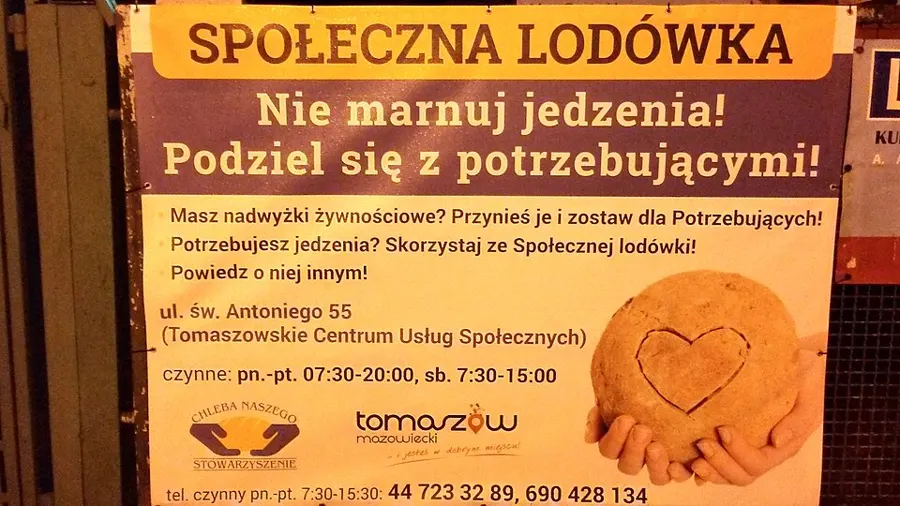 SPOŁECZNA LODÓWKA
Nie marnuj jedzenia!
Podziel się z potrzebującymi!
Masz nadwyżki żywnościowe? Przynieś je i zostaw dla Potrzebujących!
Potrzebujesz jedzenia? Skorzystaj ze Społecznej lodówki!
Powiedz o niej innym!
ul. św. Antoniego 55
(Tomaszowskie Centrum Usług Społecznych)
czynne: pn.-pt. 07:30-20:00, sb. 7:30-15:00
CHLEBA NASZEGO
STOWARZYSZENIE
tomaszów
mazowiecki
... i jesteś w dobrym miejscu!
tel. czynny pn.-pt. 7:30-15:30: 44 723 32 89, 690 428 134